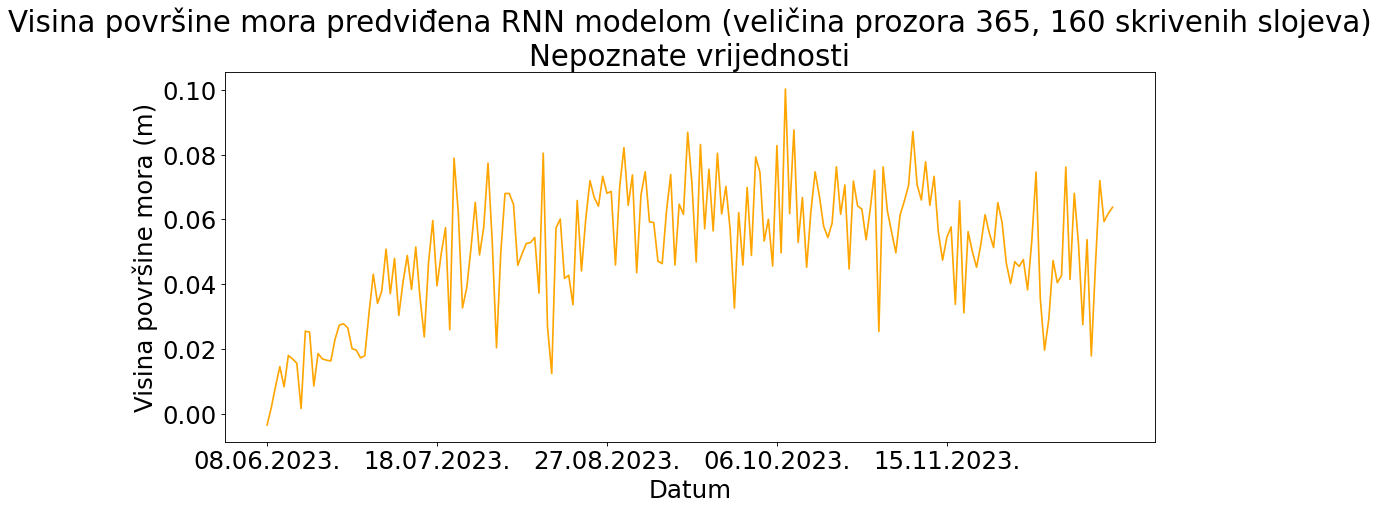 Visina površine mora predviđena RNN modelom (veličina prozora 365, 160 skrivenih slojeva)
Nepoznate vrijednosti
Visina površine mora (m)
0.10
0.08
0.06
0.04
0.02
0.00
08.06.2023. 18.07.2023. 27.08.2023. 06.10.2023. 15.11.2023.
Datum